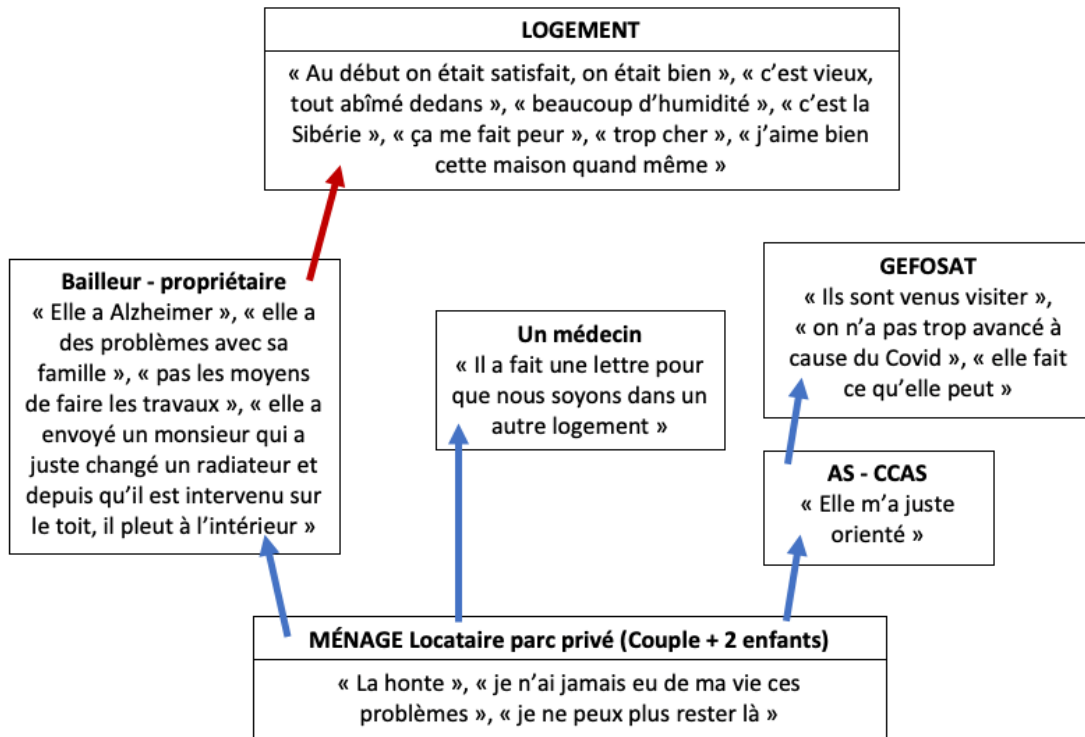 LOGEMENT
« Au début on était satisfait, on était bien », « c’est vieux,
tout abîmé dedans », « beaucoup d’humidité », « c’est la
Sibérie », « ça me fait peur », « trop cher », « j’aime bien
cette maison quand même »
Bailleur - propriétaire
« Elle a Alzheimer », « elle a
des problèmes avec sa
famille », « pas les moyens
de faire les travaux », « elle a
envoyé un monsieur qui a
juste changé un radiateur et
depuis qu’il est intervenu sur
le toit, il pleut à l’intérieur »
Un médecin
« Il a fait une lettre pour
que nous soyons dans un
autre logement »
GEFOSAT
« Ils sont venus visiter »,
« on n’a pas trop avancé à
cause du Covid », « elle fait
ce qu’elle peut »
AS - CCAS
« Elle m’a juste
orienté »
MÉNAGE Locataire parc privé (Couple + 2 enfants)
« La honte », « je n’ai jamais eu de ma vie ces
problèmes », « je ne peux plus rester là »